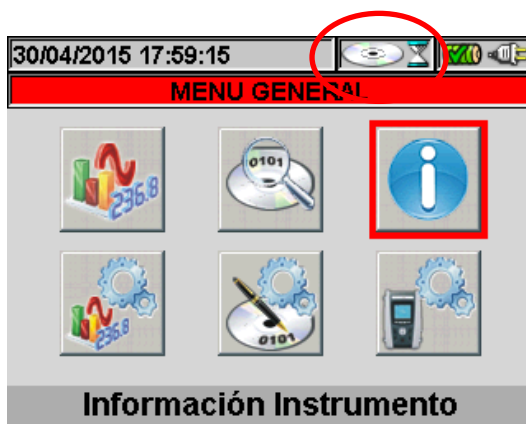 30/04/2015 17:59:15
MENU GENERAL
236.8
0101
236.8
0101
Información Instrumento